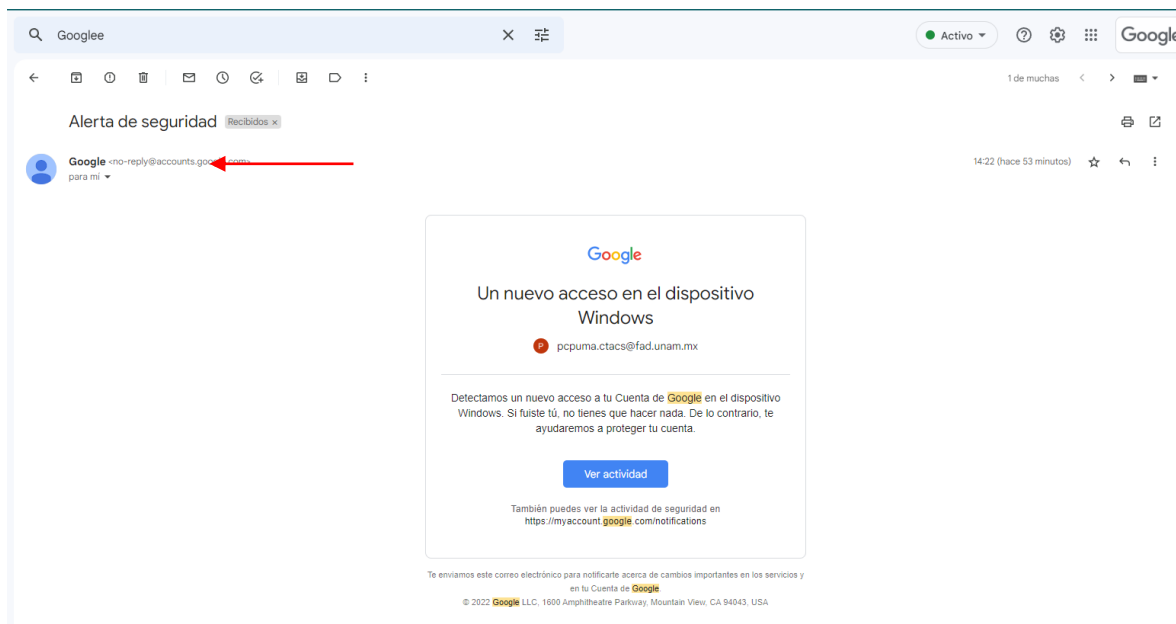 Googlee
Activo
Google
1 de muchas
Alerta de seguridad Recibidos x
Google <no-reply@accounts.google.com>
14:22 (hace 53 minutos)
para mí
Google
Un nuevo acceso en el dispositivo
Windows
P pcpuma.ctacs@fad.unam.mx
Detectamos un nuevo acceso a tu Cuenta de Google en el dispositivo
Windows. Si fuiste tú, no tienes que hacer nada. De lo contrario, te
ayudaremos a proteger tu cuenta.
Ver actividad
También puedes ver la actividad de seguridad en
https://myaccount.google.com/notifications
Te enviamos este correo electrónico para notificarte acerca de cambios importantes en los servicios y
en tu Cuenta de Google.
© 2022 Google LLC, 1600 Amphitheatre Parkway, Mountain View, CA 94043, USA